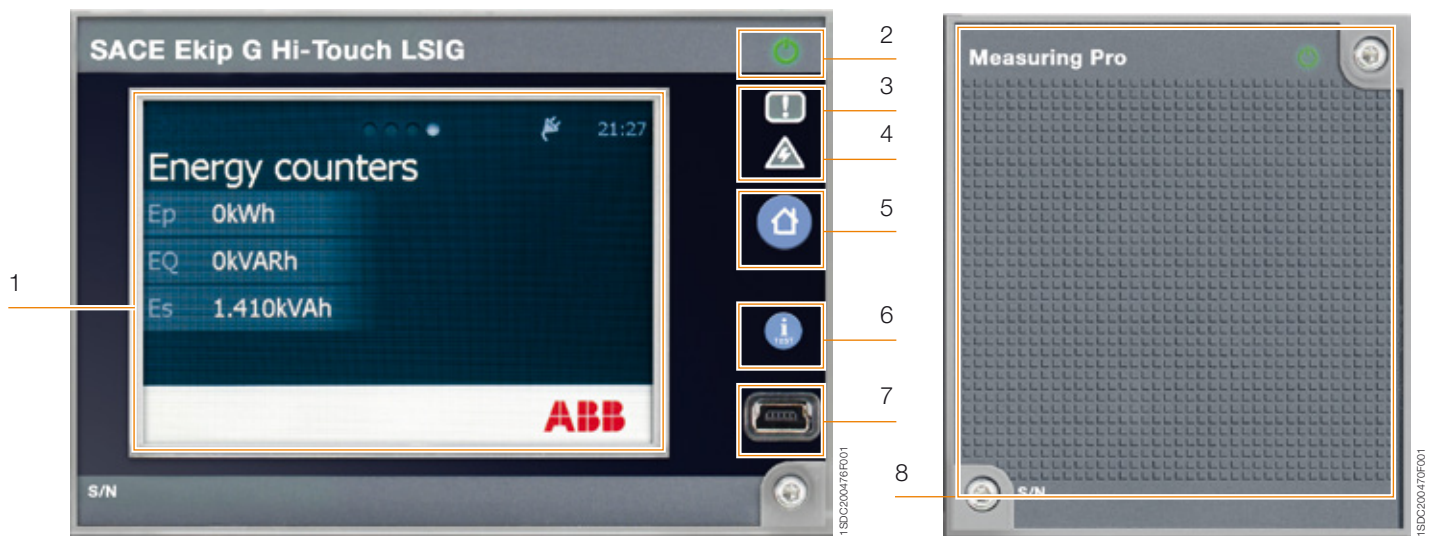 SACE Ekip G Hi-Touch LSIG
21:27
Energy counters
Ep 0kWh
EQ 0kVARh
Es 1.410kVAh
ABB
S/N
i
TEST
1SDC200476F001
1
2
3
4
5
6
7
Measuring Pro
S/N
8
1SDC200470F001